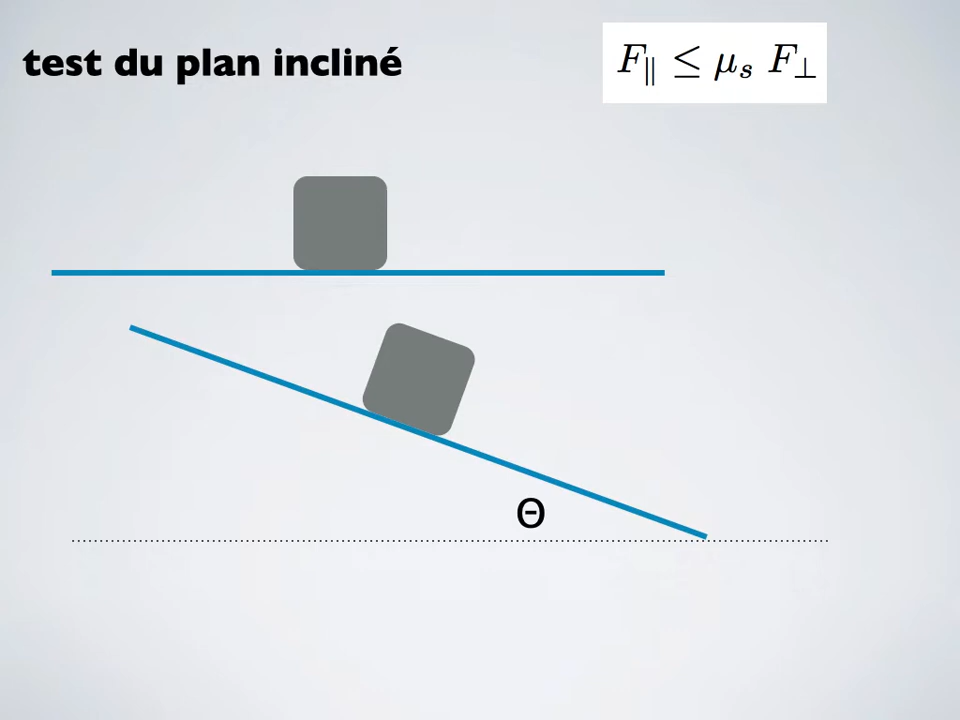 test du plan incliné
F∥ ≤ μs F⊥
Θ